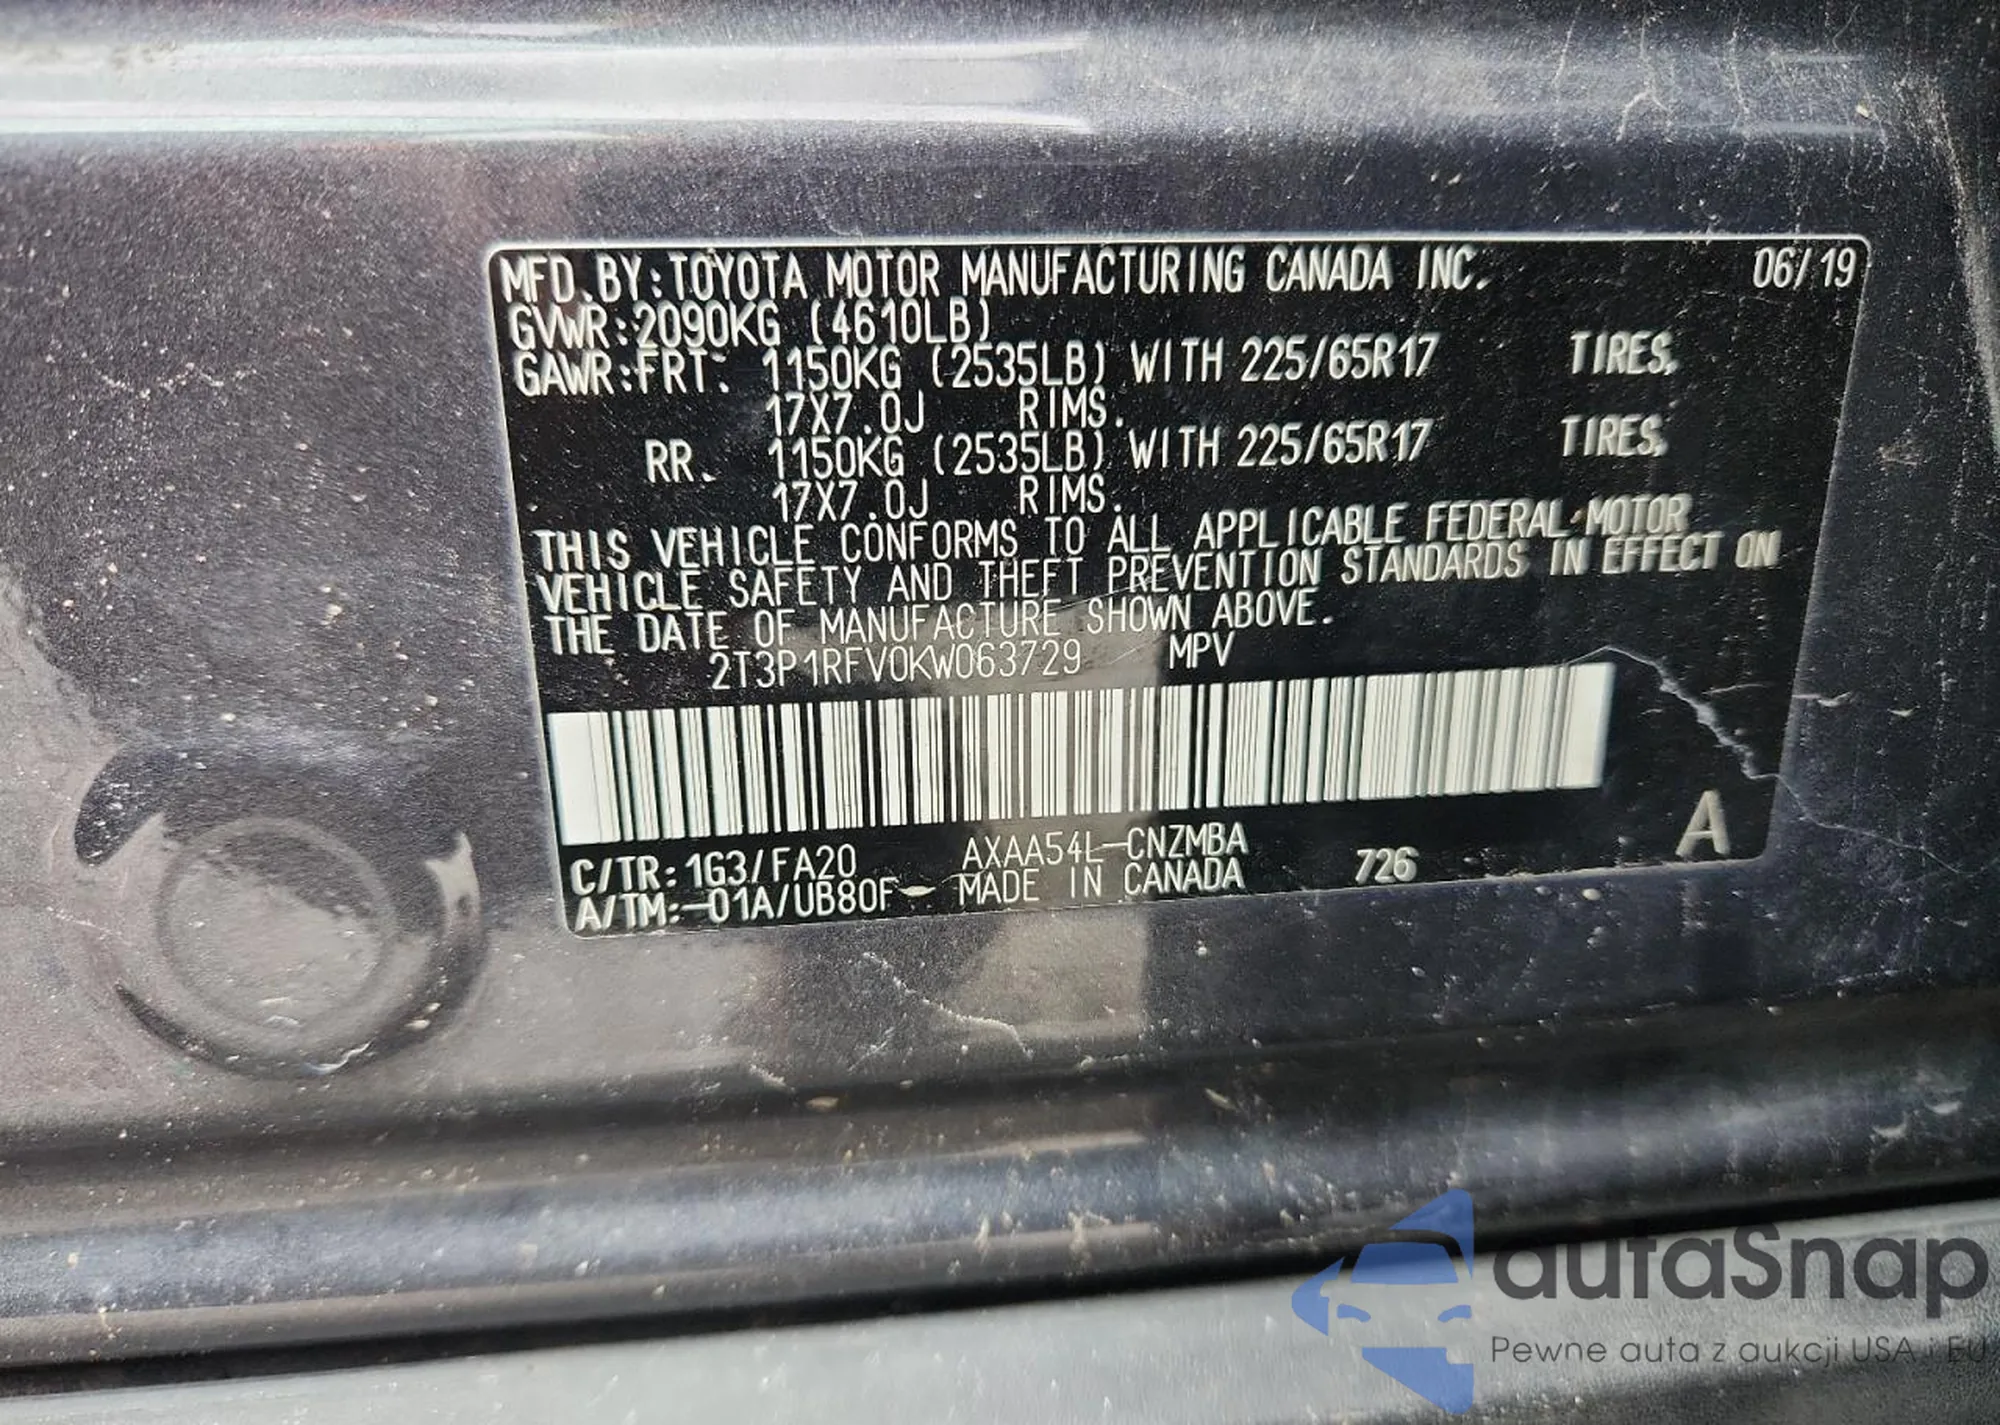 MFD.BY:TOYOTA MOTOR MANUFACTURING CANADA INC. 06/19
GVWR:2090KG (4610LB)
GAWR:FRT: 1150KG (2535LB) WITH 225/65R17 TIRES,
17X7.0J RIMS.
RR. 1150KG (2535LB) WITH 225/65R17 TIRES,
17X7.0J RIMS.
THIS VEHICLE CONFORMS TO ALL APPLICABLE FEDERAL MOTOR
VEHICLE SAFETY AND THEFT PREVENTION STANDARDS IN EFFECT ON
THE DATE OF MANUFACTURE SHOWN ABOVE.
2T3P1RFV0KW063729 MPV
C/TR:1G3/FA20 AXAA54L-CNZMBA 726 A
A/TM:-01A/UB80F MADE IN CANADA
autaSnap
Pewne auta z aukcji USA i EU